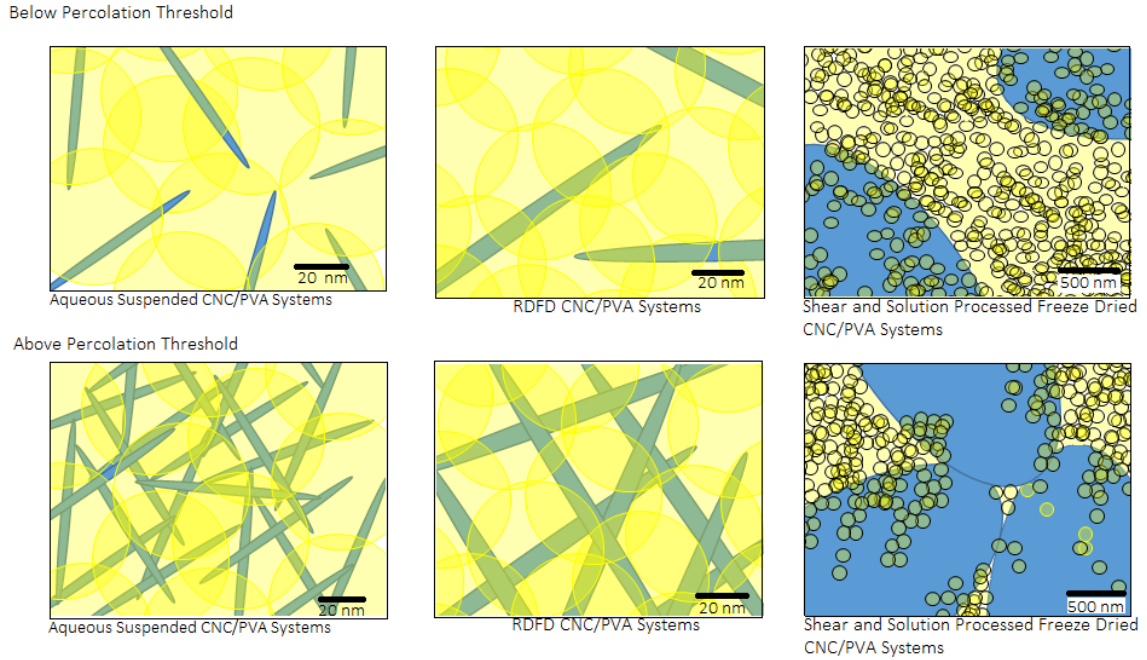 Below Percolation Threshold
20 nm
20 nm
500 nm
Aqueous Suspended CNC/PVA Systems
RDFD CNC/PVA Systems
Shear and Solution Processed Freeze Dried
CNC/PVA Systems
Above Percolation Threshold
20 nm
20 nm
500 nm
Aqueous Suspended CNC/PVA Systems
RDFD CNC/PVA Systems
Shear and Solution Processed Freeze Dried
CNC/PVA Systems